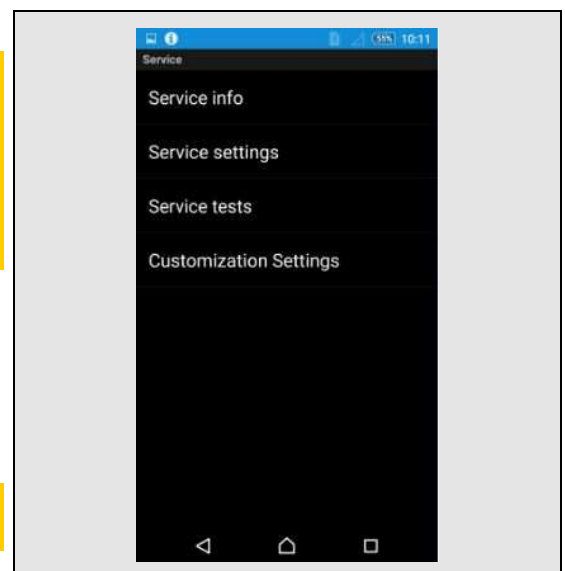 55% 10:11
Service
Service info
Service settings
Service tests
Customization Settings